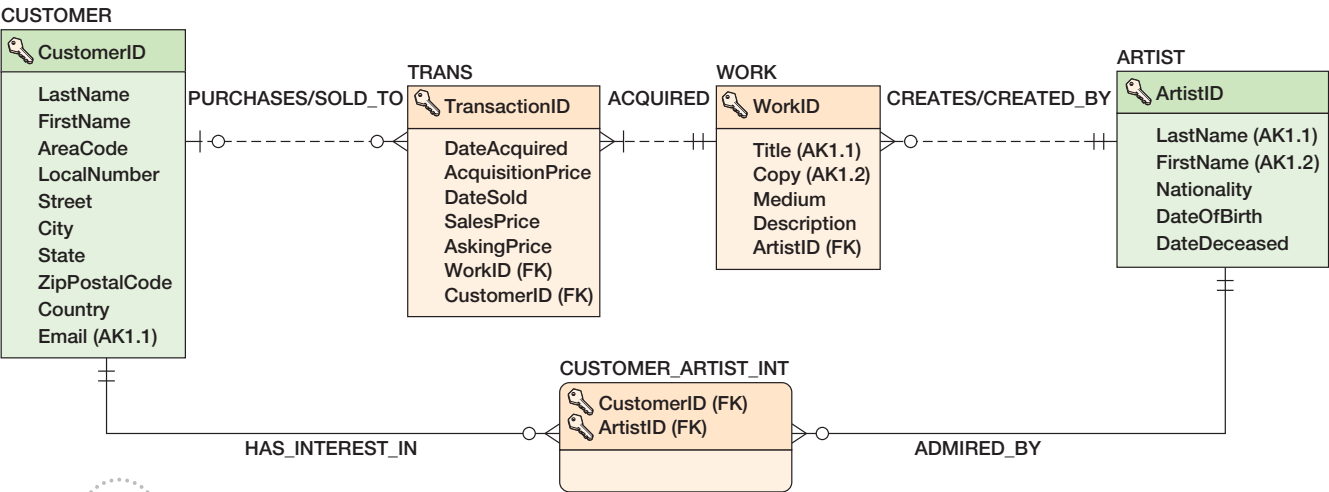 CUSTOMER
CustomerID
LastName
FirstName
AreaCode
LocalNumber
Street
City
State
ZipPostalCode
Country
Email (AK1.1)
PURCHASES/SOLD_TO
TRANS
TransactionID
DateAcquired
AcquisitionPrice
DateSold
SalesPrice
AskingPrice
WorkID (FK)
CustomerID (FK)
ACQUIRED
WORK
WorkID
Title (AK1.1)
Copy (AK1.2)
Medium
Description
ArtistID (FK)
CREATES/CREATED_BY
ARTIST
ArtistID
LastName (AK1.1)
FirstName (AK1.2)
Nationality
DateOfBirth
DateDeceased
CUSTOMER_ARTIST_INT
CustomerID (FK)
ArtistID (FK)
HAS_INTEREST_IN
ADMIRED_BY